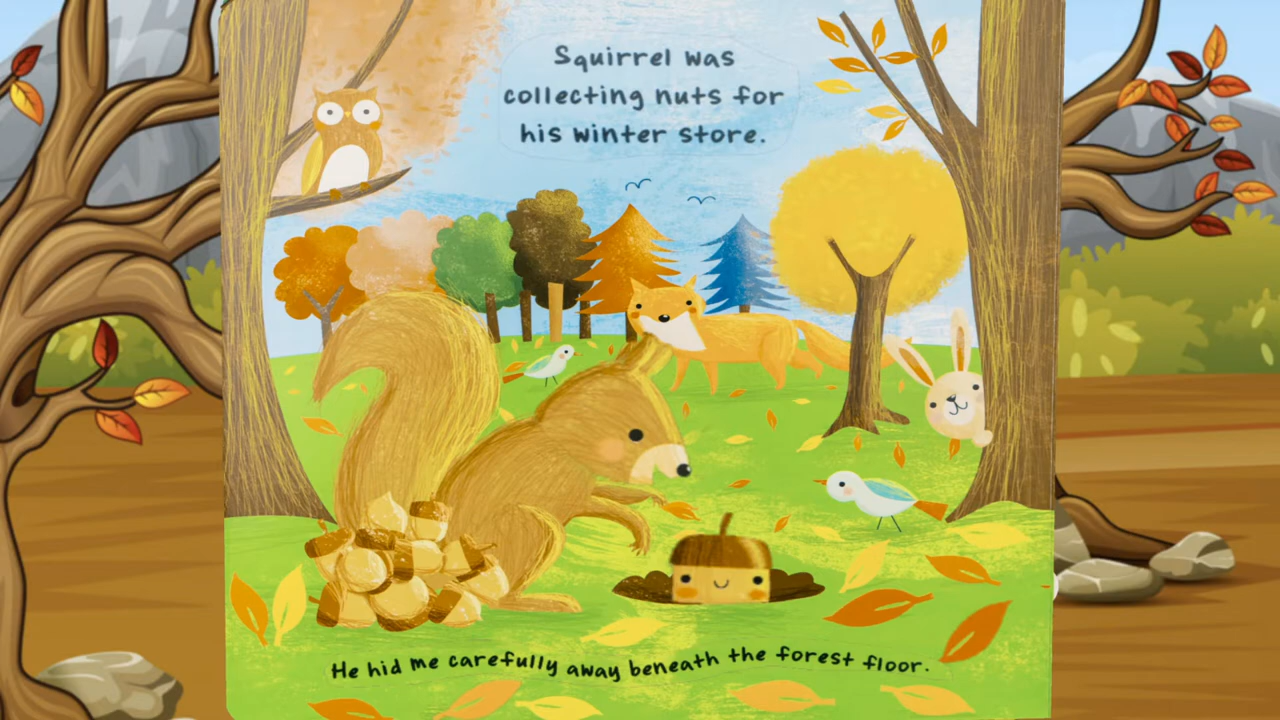 Squirrel was
collecting nuts for
his winter store.
He hid me carefully away beneath the forest floor.